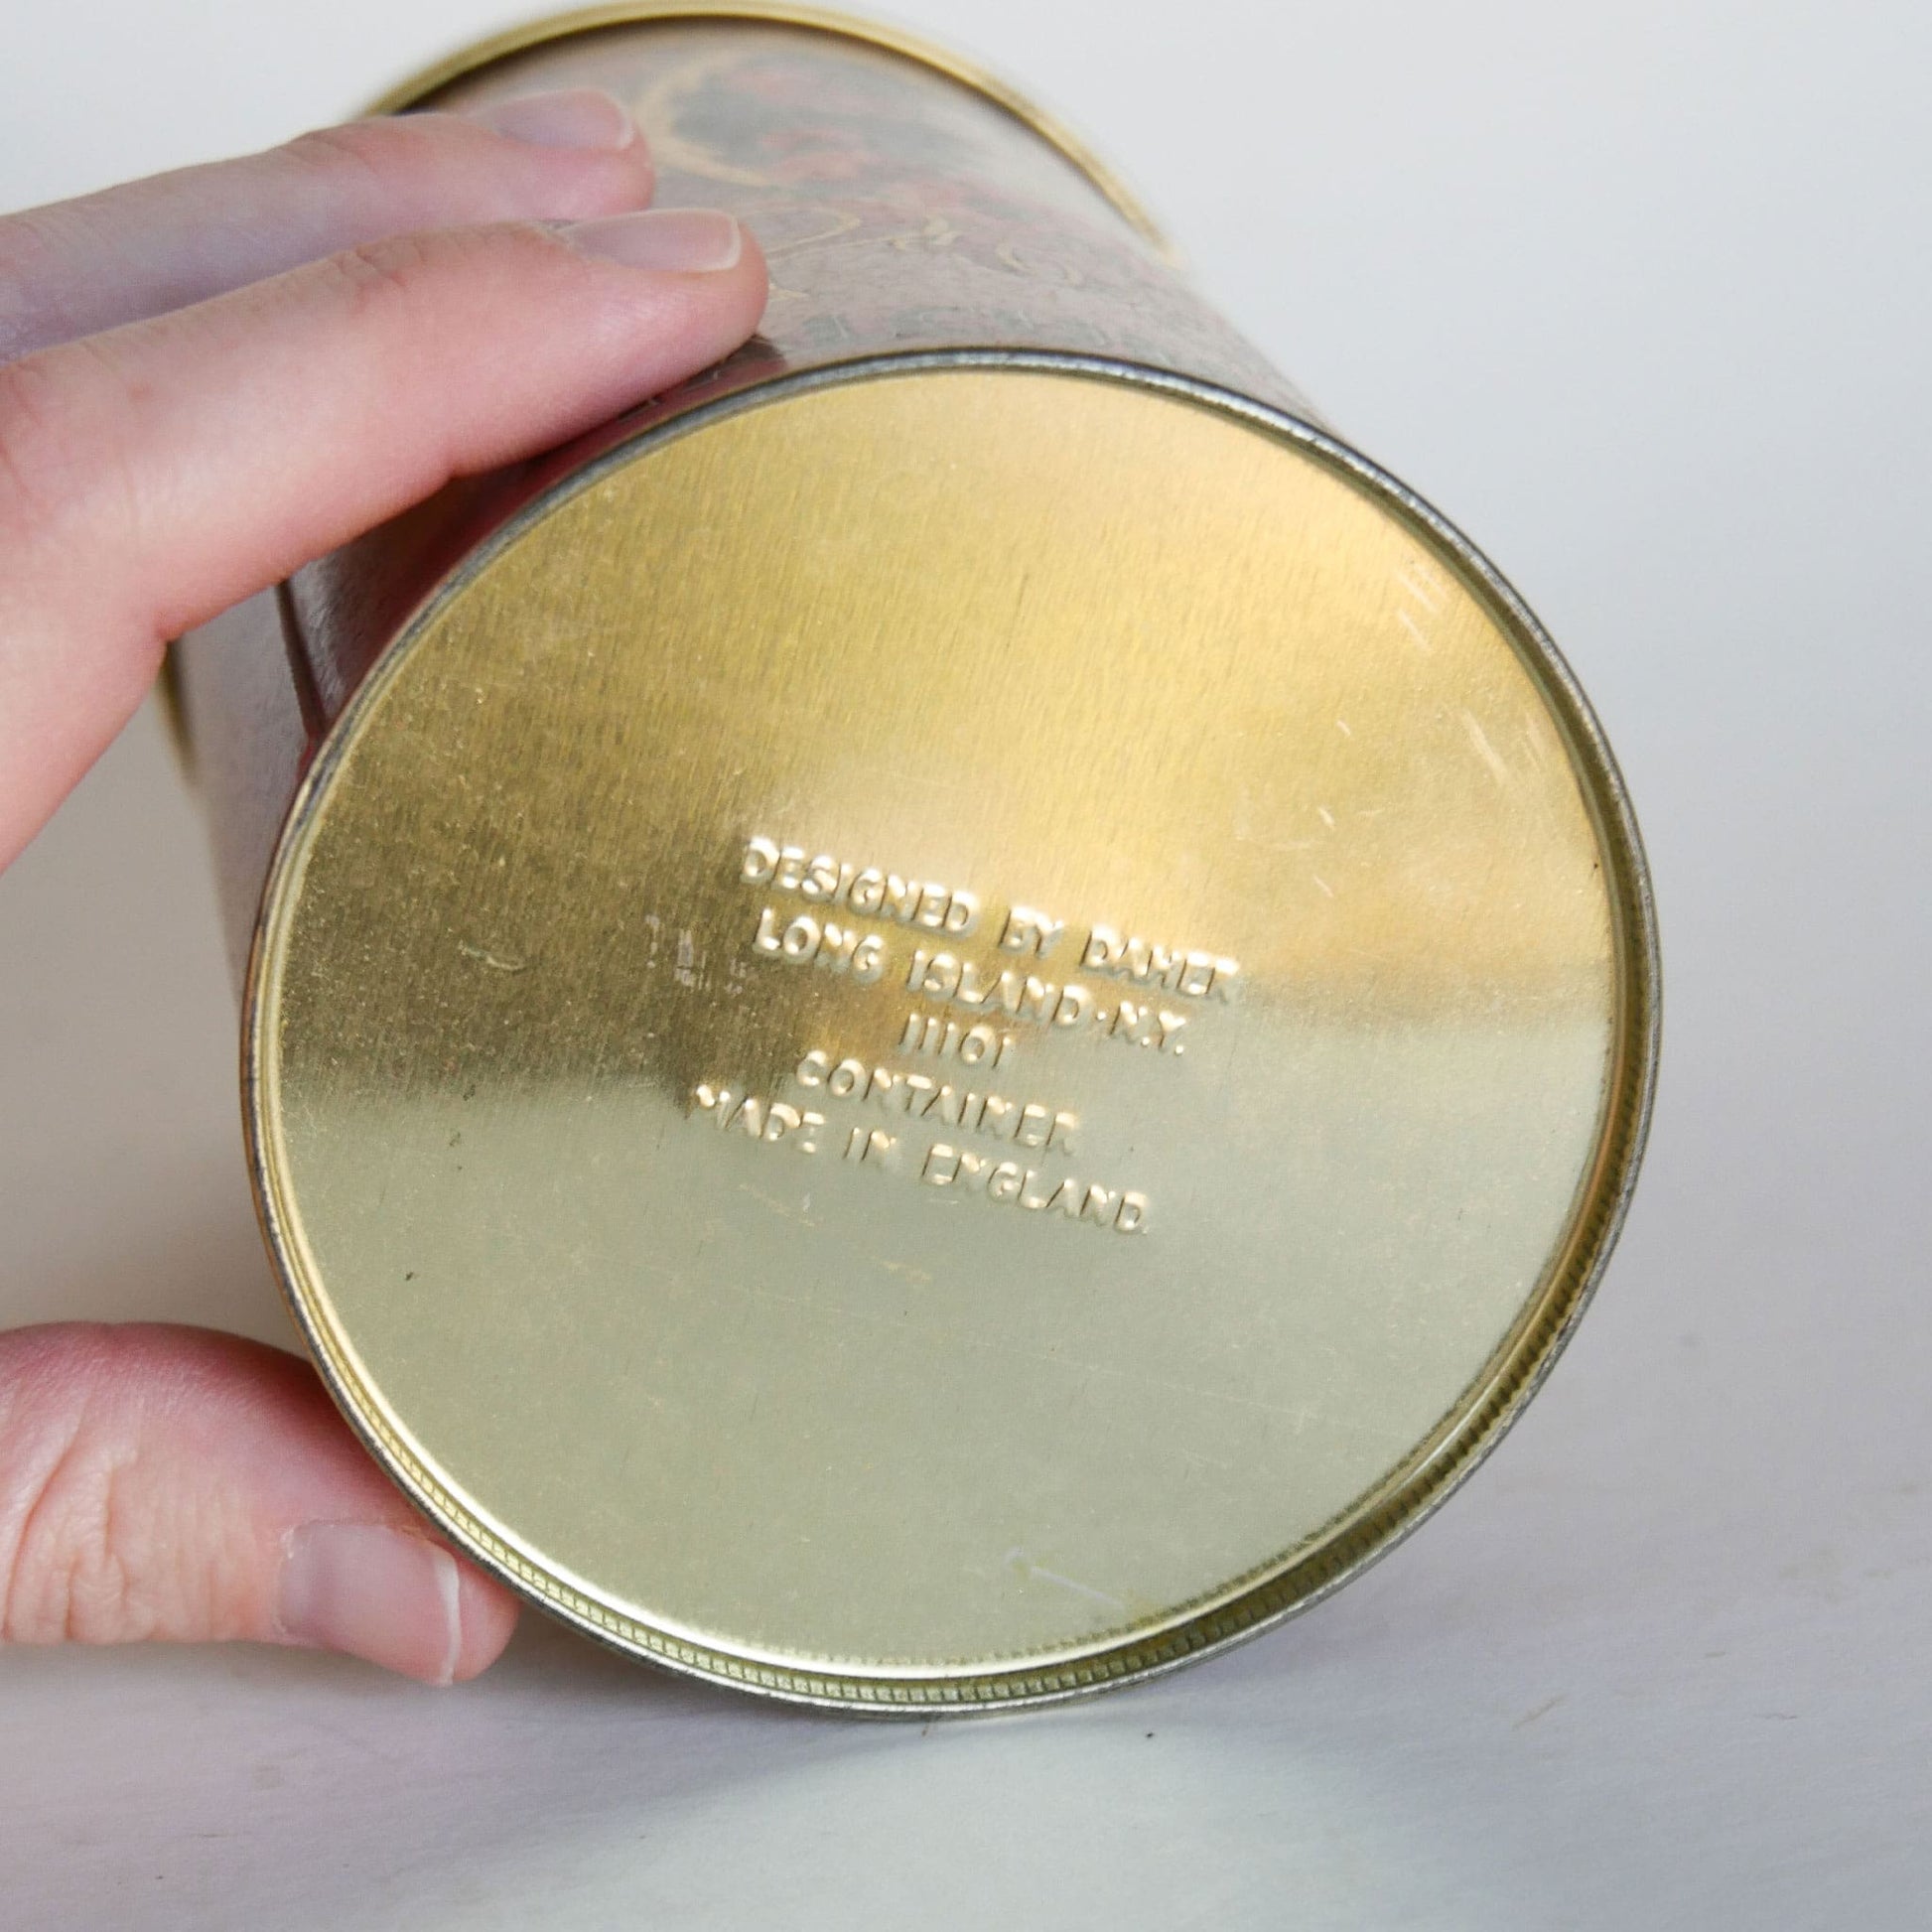 DESIGNED BY DAHER
LONG ISLAND·N.Y.
11101
CONTAINER
MADE IN ENGLAND.